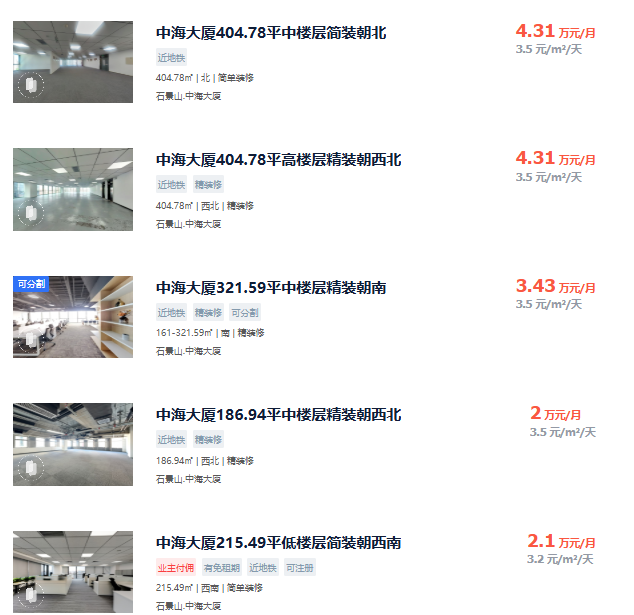 中海大厦404.78平中楼层简装朝北
4.31 万元/月
近地铁
3.5 元/m²/天
404.78㎡ | 北 | 简单装修
石景山.中海大厦
中海大厦404.78平高楼层精装朝西北
4.31 万元/月
近地铁 精装修
3.5 元/m²/天
404.78㎡ | 西北 | 精装修
石景山.中海大厦
可分割
中海大厦321.59平中楼层精装朝南
3.43 万元/月
近地铁 精装修 可分割
3.5 元/m²/天
161-321.59㎡ | 南 | 精装修
石景山.中海大厦
中海大厦186.94平中楼层精装朝西北
2 万元/月
近地铁 精装修
3.5 元/m²/天
186.94㎡ | 西北 | 精装修
石景山.中海大厦
中海大厦215.49平低楼层简装朝西南
2.1 万元/月
业主付佣 有免租期 近地铁 可注册
3.2 元/m²/天
215.49㎡ | 西南 | 简单装修
石景山.中海大厦